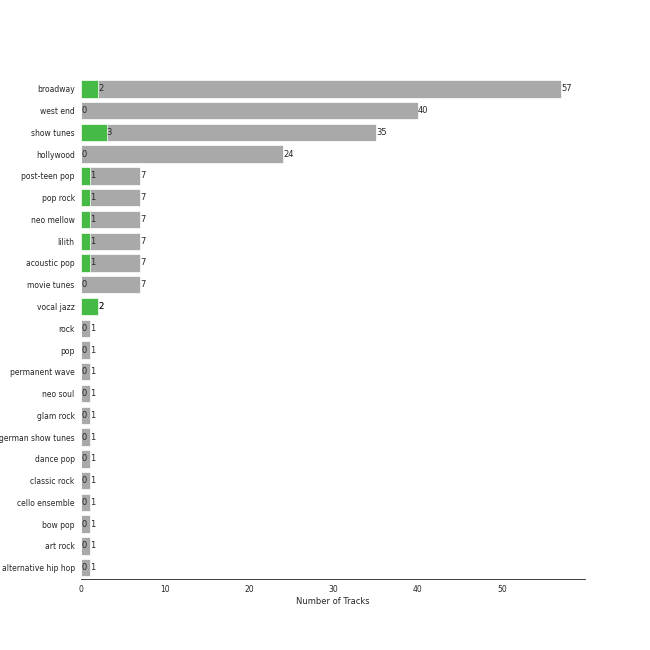 broadway 2 57
west end 0 40
show tunes 3 35
hollywood 0 24
post-teen pop 1 7
pop rock 1 7
neo mellow 1 7
lilith 1 7
acoustic pop 1 7
movie tunes 0 7
vocal jazz 2
rock 0 1
pop 0 1
permanent wave 0 1
neo soul 0 1
glam rock 0 1
german show tunes 0 1
dance pop 0 1
classic rock 0 1
cello ensemble 0 1
bow pop 0 1
art rock 0 1
alternative hip hop 0 1
0 10 20 30 40 50
Number of Tracks